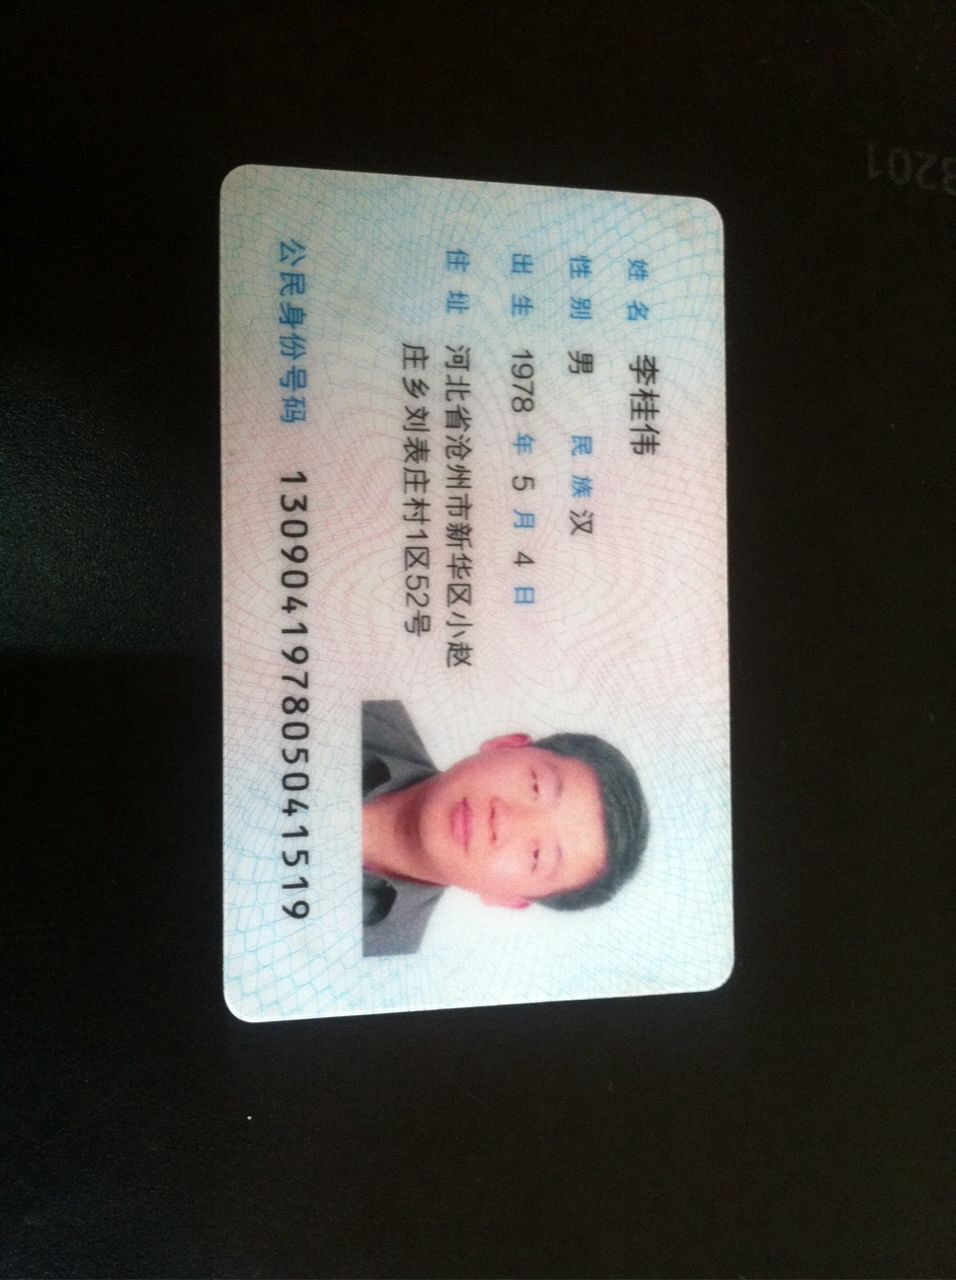 姓名 李桂伟
性别 男 民族 汉
出生 1978 年 5 月 4 日
住址 河北省沧州市新华区小赵
庄乡刘表庄村1区52号
公民身份号码 130904197805041519
3201